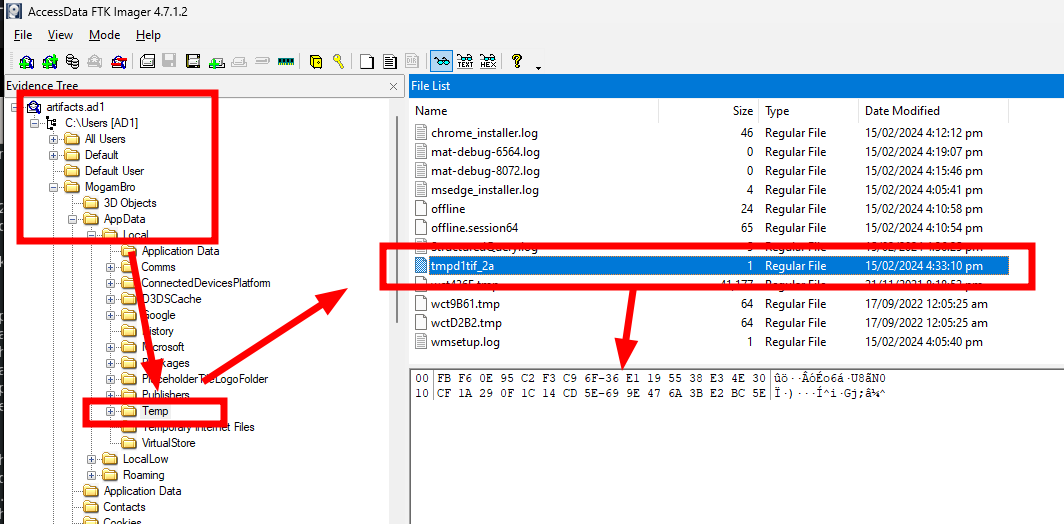 AccessData FTK Imager 4.7.1.2
File View Mode Help
Evidence Tree
artifacts.ad1
C:\Users [AD1]
All Users
Default
Default User
MogamBro
3D Objects
AppData
Local
Application Data
Comms
ConnectedDevicesPlatform
D3DSCache
Google
History
Microsoft
Packages
PlaceholderTileLogoFolder
Publishers
Temp
Temporary Internet Files
VirtualStore
LocalLow
Roaming
Application Data
Contacts
Cookies
File List
Name Size Type Date Modified
chrome_installer.log 46 Regular File 15/02/2024 4:12:12 pm
mat-debug-6564.log 0 Regular File 15/02/2024 4:19:07 pm
mat-debug-8072.log 0 Regular File 15/02/2024 4:15:46 pm
msedge_installer.log 4 Regular File 15/02/2024 4:05:41 pm
offline 24 Regular File 15/02/2024 4:10:58 pm
offline.session64 65 Regular File 15/02/2024 4:10:54 pm
StructuredQuery.log Regular File
tmpd1tif_2a 1 Regular File 15/02/2024 4:33:10 pm
Regular File
wct9B61.tmp 64 Regular File 17/09/2022 12:05:25 am
wctD2B2.tmp 64 Regular File 17/09/2022 12:05:25 am
wmsetup.log 1 Regular File 15/02/2024 4:05:40 pm
00 FB F6 0E 95 C2 F3 C9 6F-36 E1 19 55 38 E3 4E 30 ûö··ÂóÉo6á·U8ãN0
10 CF 1A 29 0F 1C 14 CD 5E-69 9E 47 6A 3B E2 BC 5E Ï·)···Í^i·Gj;â¼^